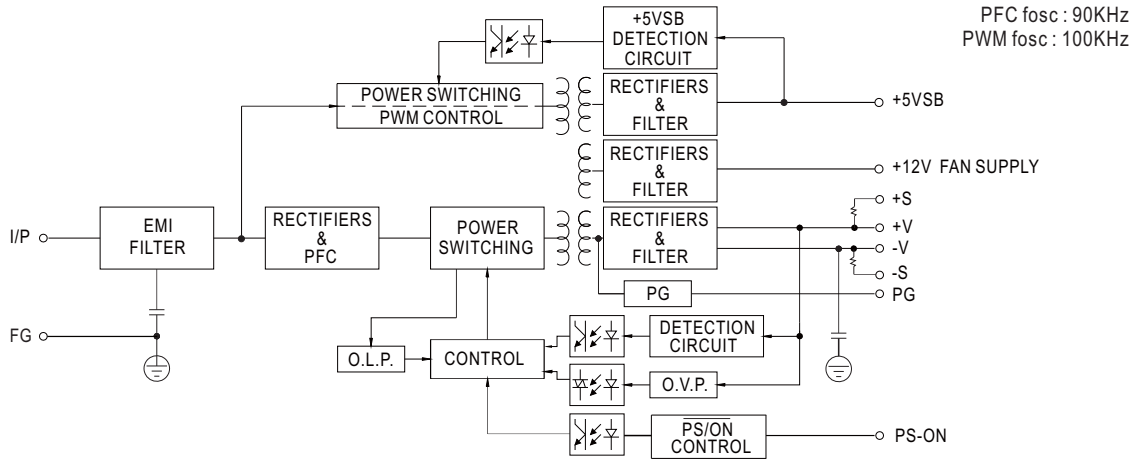 PFC fosc : 90KHz
PWM fosc : 100KHz
+5VSB
DETECTION
CIRCUIT
POWER SWITCHING
PWM CONTROL
RECTIFIERS
&
FILTER
+5VSB
RECTIFIERS
&
FILTER
+12V FAN SUPPLY
I/P
EMI
FILTER
RECTIFIERS
&
PFC
POWER
SWITCHING
RECTIFIERS
&
FILTER
+S
+V
-V
-S
PG
PG
FG
O.L.P.
CONTROL
DETECTION
CIRCUIT
O.V.P.
PS/ON
CONTROL
PS-ON